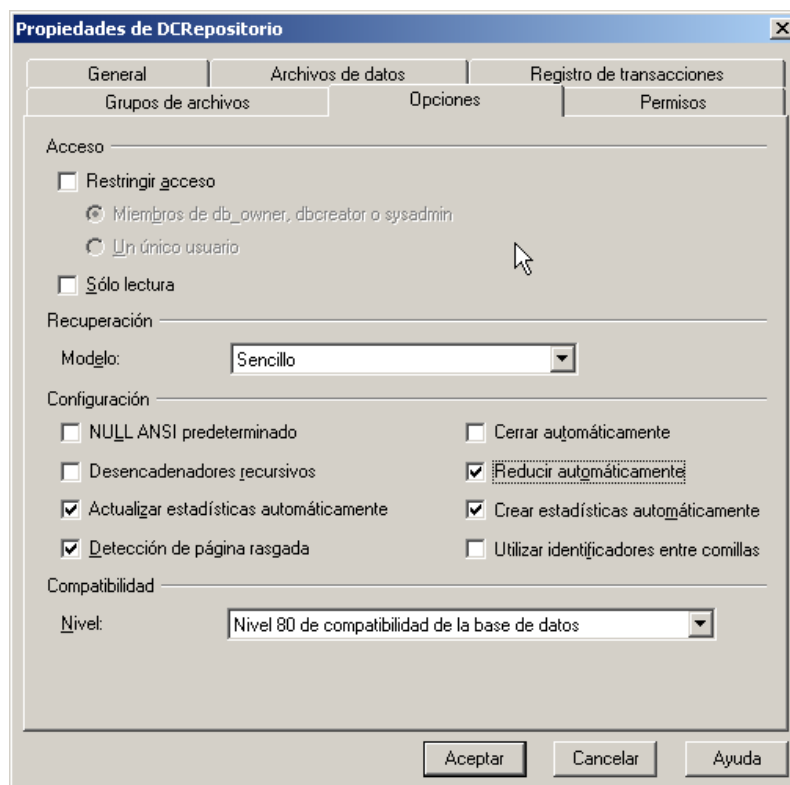 Propiedades de DCRepositorio
General Archivos de datos Registro de transacciones
Grupos de archivos Opciones Permisos
Acceso
Restringir acceso
Miembros de db_owner, dbcreator o sysadmin
Un único usuario
Sólo lectura
Recuperación
Modelo: Sencillo
Configuración
NULL ANSI predeterminado Cerrar automáticamente
Desencadenadores recursivos Reducir automáticamente
Actualizar estadísticas automáticamente Crear estadísticas automáticamente
Detección de página rasgada Utilizar identificadores entre comillas
Compatibilidad
Nivel: Nivel 80 de compatibilidad de la base de datos
Aceptar Cancelar Ayuda